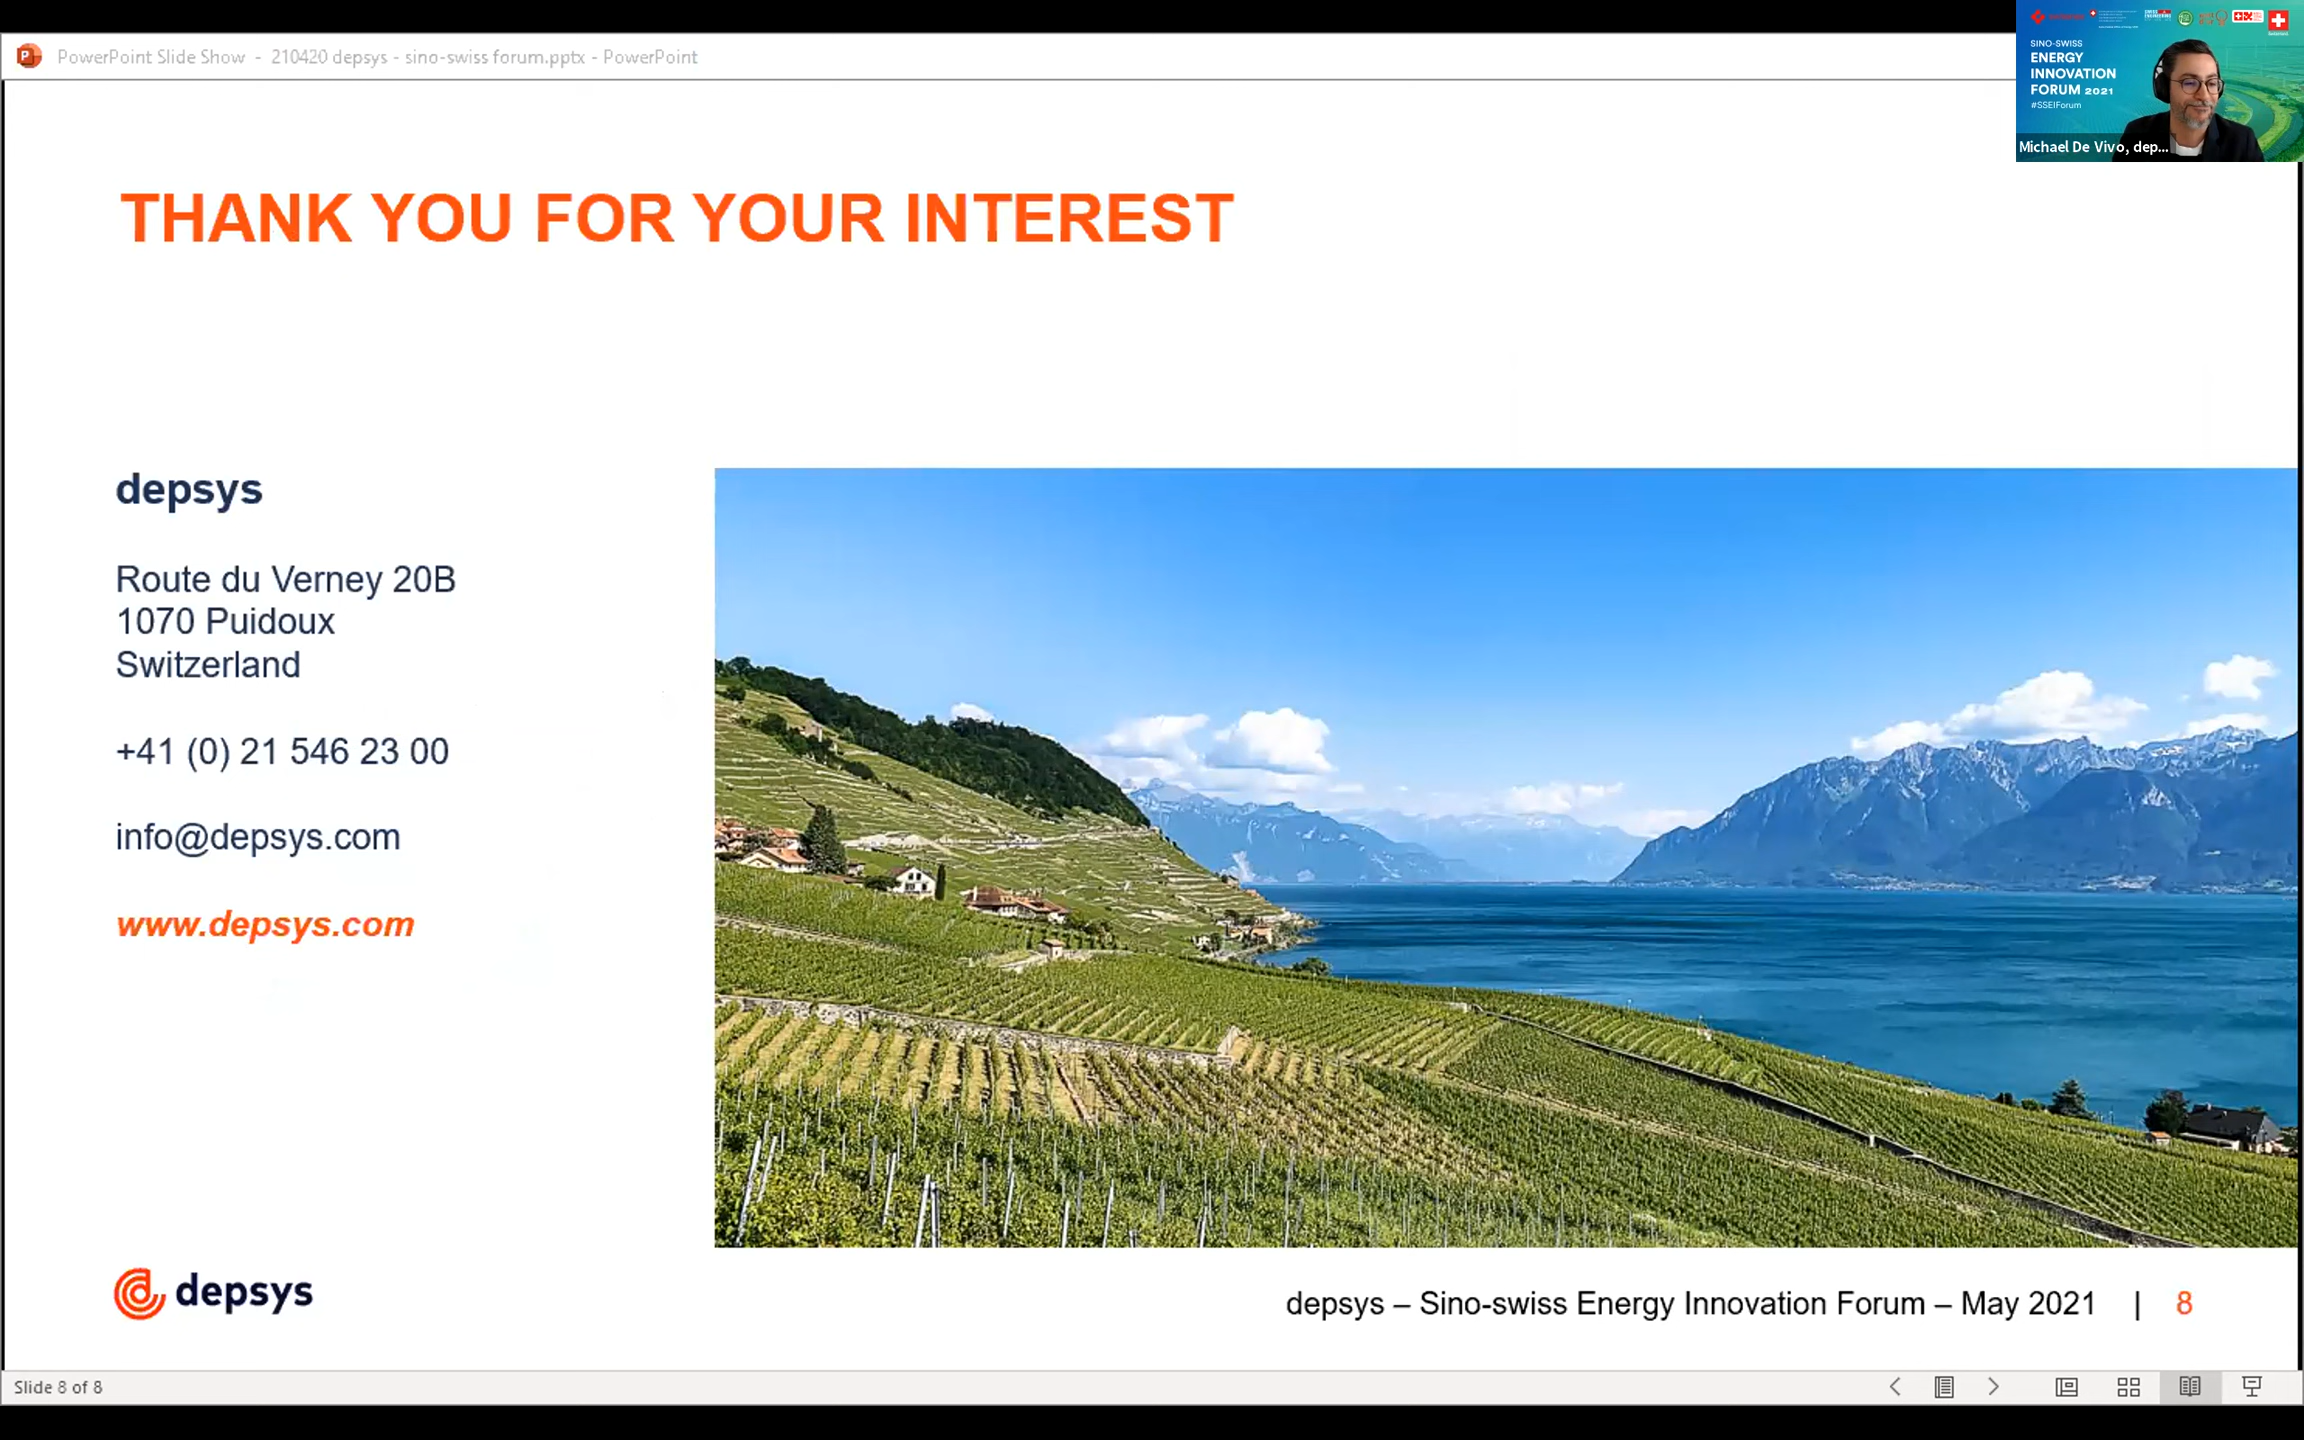 PowerPoint Slide Show - 210420 depsys - sino-swiss forum.pptx - PowerPoint
SINO-SWISS
ENERGY
INNOVATION
FORUM 2021
#SSEIForum
Michael De Vivo, dep...
THANK YOU FOR YOUR INTEREST
depsys
Route du Verney 20B
1070 Puidoux
Switzerland
+41 (0) 21 546 23 00
info@depsys.com
www.depsys.com
depsys
depsys – Sino-swiss Energy Innovation Forum – May 2021 | 8
Slide 8 of 8